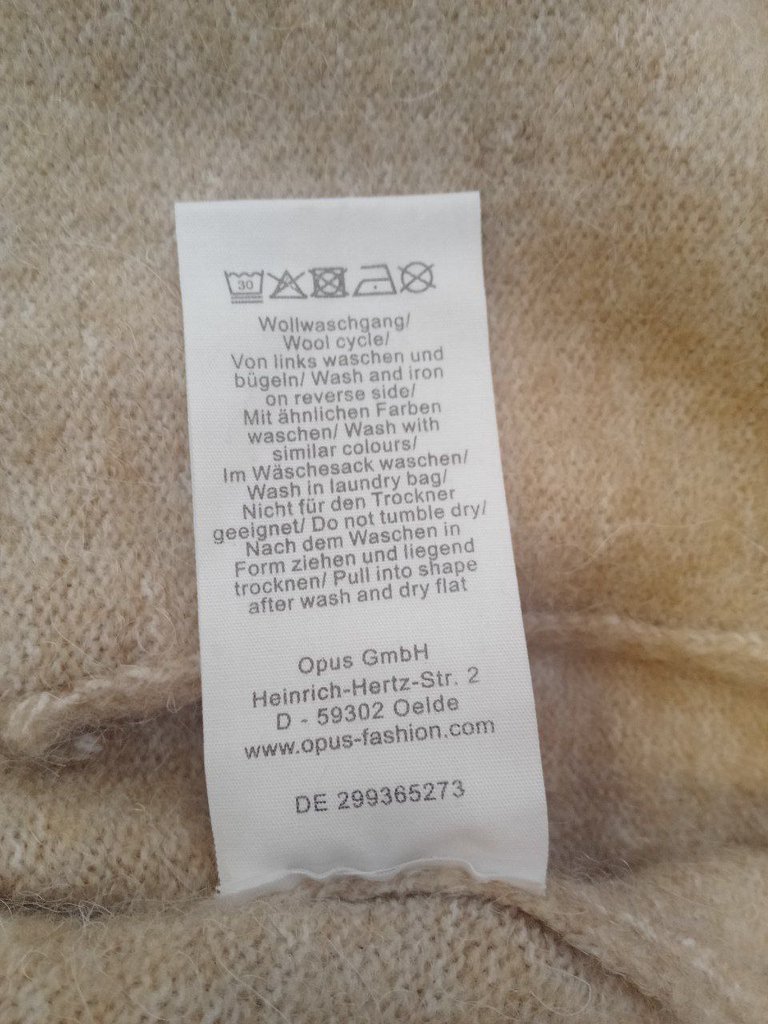 30
Wollwaschgang/
Wool cycle/
Von links waschen und
bügeln/ Wash and iron
on reverse side/
Mit ähnlichen Farben
waschen/ Wash with
similar colours/
Im Wäschesack waschen/
Wash in laundry bag/
Nicht für den Trockner
geeignet/ Do not tumble dry/
Nach dem Waschen in
Form ziehen und liegend
trocknen/ Pull into shape
after wash and dry flat
Opus GmbH
Heinrich-Hertz-Str. 2
D - 59302 Oelde
www.opus-fashion.com
DE 299365273